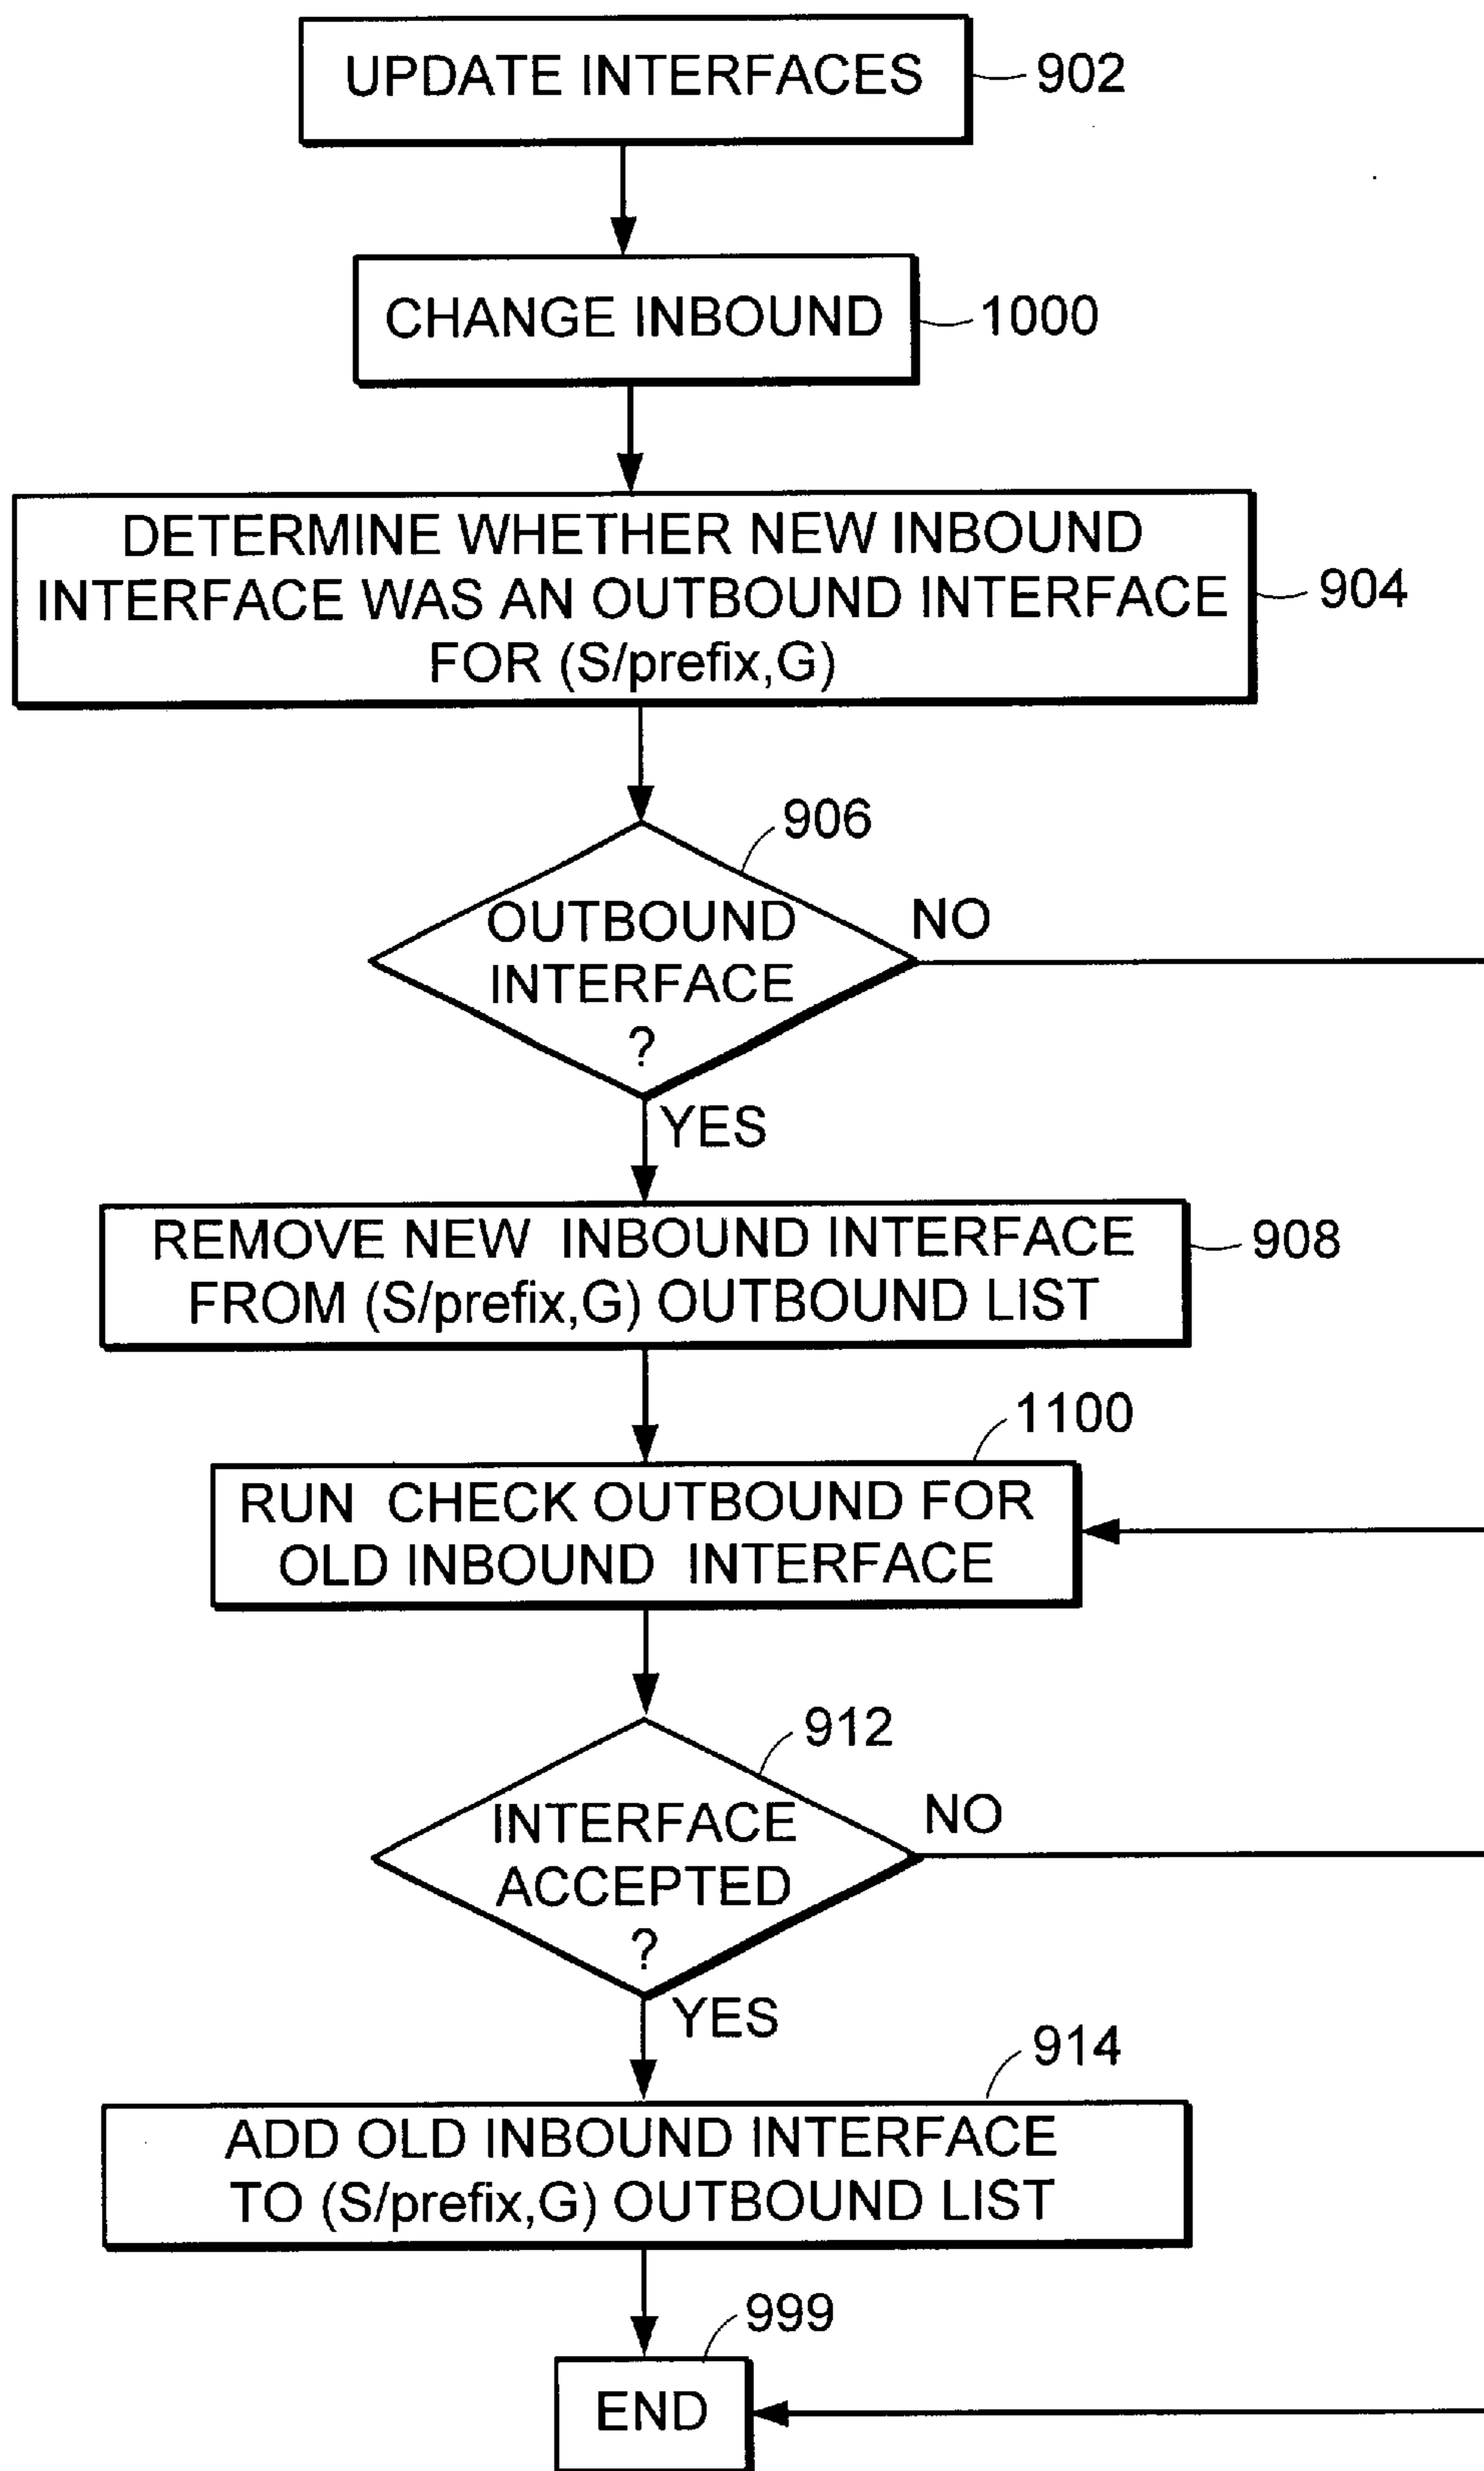 UPDATE INTERFACES
902
CHANGE INBOUND
1000
DETERMINE WHETHER NEW INBOUND
INTERFACE WAS AN OUTBOUND INTERFACE
FOR (S/prefix,G)
904
906
OUTBOUND
INTERFACE
?
NO
YES
REMOVE NEW INBOUND INTERFACE
FROM (S/prefix,G) OUTBOUND LIST
908
1100
RUN CHECK OUTBOUND FOR
OLD INBOUND INTERFACE
912
INTERFACE
ACCEPTED
?
NO
YES
914
ADD OLD INBOUND INTERFACE
TO (S/prefix,G) OUTBOUND LIST
999
END